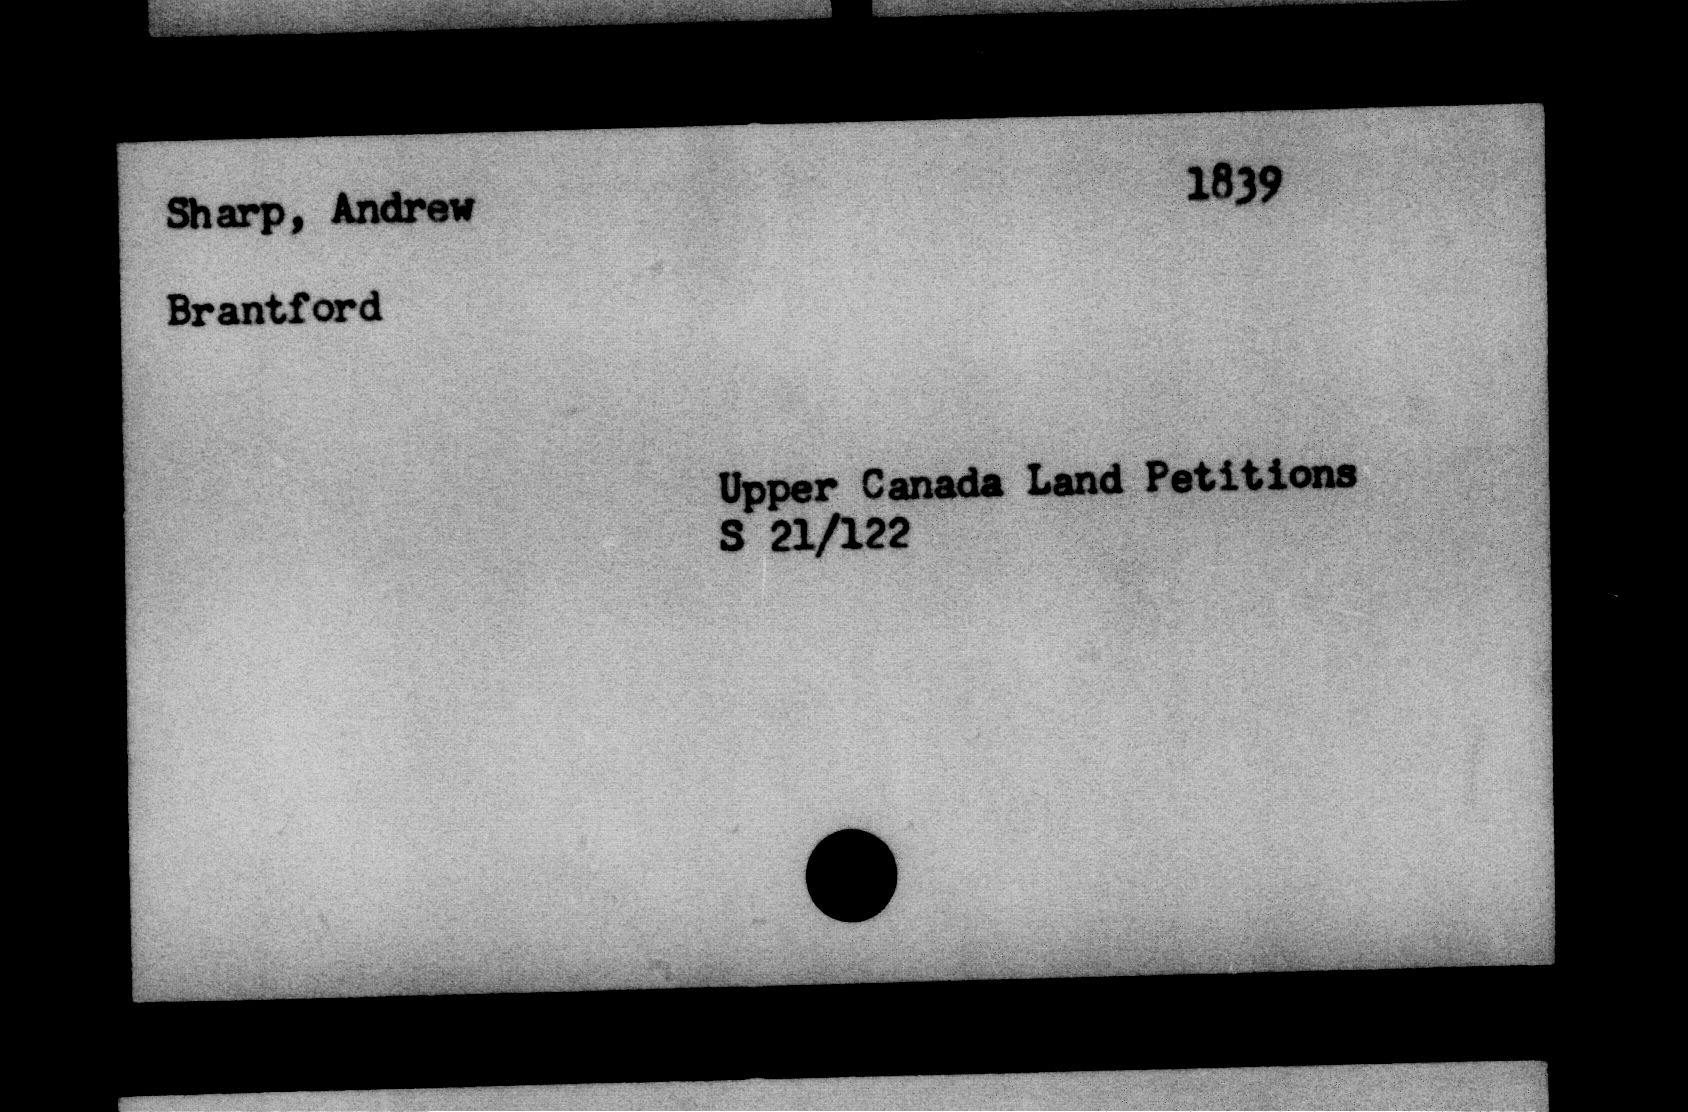 Sharp, Andrew 1839
Brantford
Upper Canada Land Petitions
S 21/122